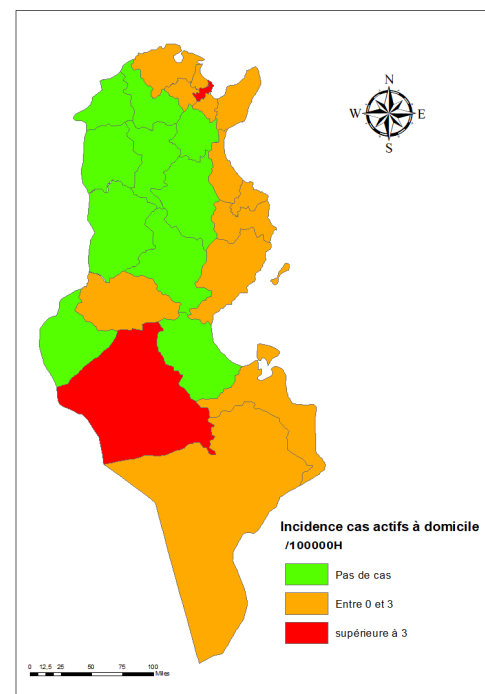 N
W E
S
Incidence cas actifs à domicile
/100000H
Pas de cas
Entre 0 et 3
supérieure à 3
0 12,5 25 50 75 100
Miles